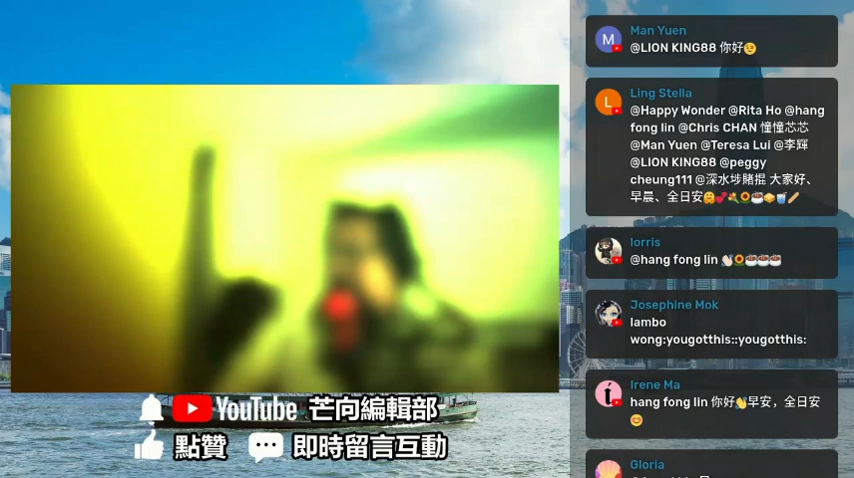 Man Yuen
@LION KING88 你好😉
Ling Stella
@Happy Wonder @Rita Ho @hang
fong lin @Chris CHAN 憧憧芯芯
@Man Yuen @Teresa Lui @李輝
@LION KING88 @peggy
cheung111 @深水埗賭掍 大家好、
早晨、全日安
lorris
@hang fong lin
Josephine Mok
lambo
wong:yougotthis::yougotthis:
Irene Ma
hang fong lin 你好👋早安，全日安
Gloria
YouTube 芒向編輯部
點贊 即時留言互動